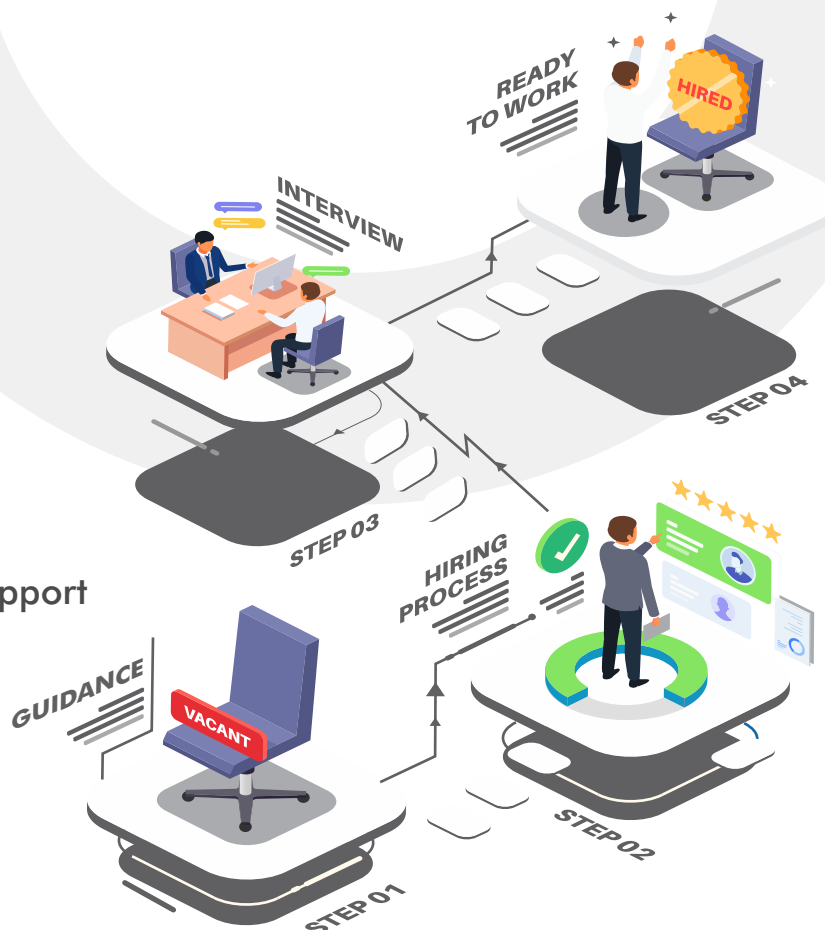 READY
TO WORK
HIRED
INTERVIEW
STEP 04
STEP 03
HIRING
PROCESS
pport
GUIDANCE
VACANT
STEP 02
STEP 01